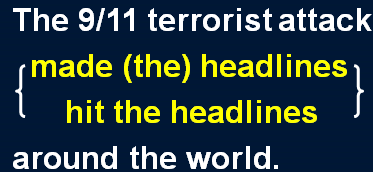 The 9/11 terrorist attack
{made (the) headlines}
hit the headlines
around the world.